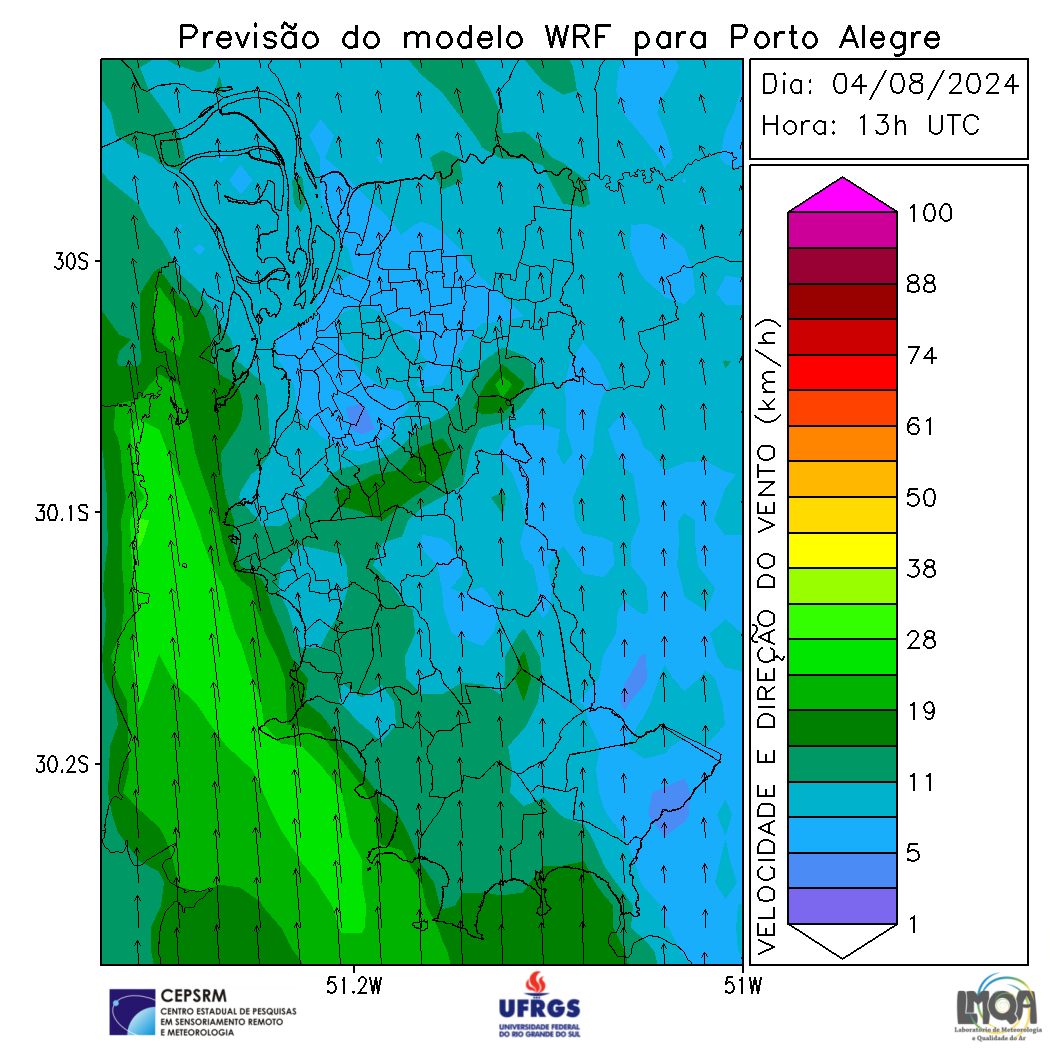 Previsão do modelo WRF para Porto Alegre
Dia: 04/08/2024
Hora: 13h UTC
30S
30.1S
30.2S
51.2W
51W
VELOCIDADE E DIREÇÃO DO VENTO (km/h)
100
88
74
61
50
38
28
19
11
5
1
CEPSRM
CENTRO ESTADUAL DE PESQUISAS
EM SENSORIAMENTO REMOTO
E METEOROLOGIA
UFRGS
UNIVERSIDADE FEDERAL
DO RIO GRANDE DO SUL
LMQA
Laboratório de Meteorologia
e Qualidade do Ar